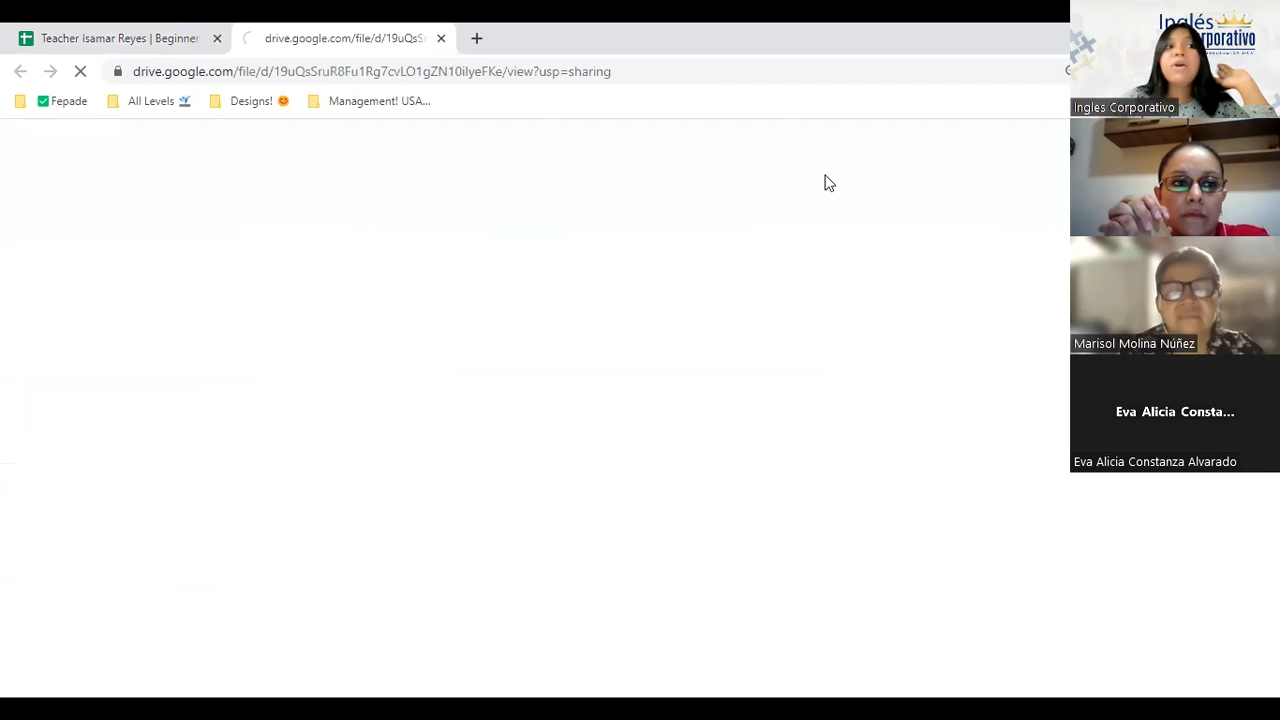 Teacher Isamar Reyes | Beginner
drive.google.com/file/d/19uQsS
drive.google.com/file/d/19uQsSruR8Fu1Rg7cvLO1gZN10ilyeFKe/view?usp=sharing
Fepade
All Levels
Designs!
Management! USA...
Inglés
Corporativo
Ingles Corporativo
Marisol Molina Núñez
Eva Alicia Consta...
Eva Alicia Constanza Alvarado